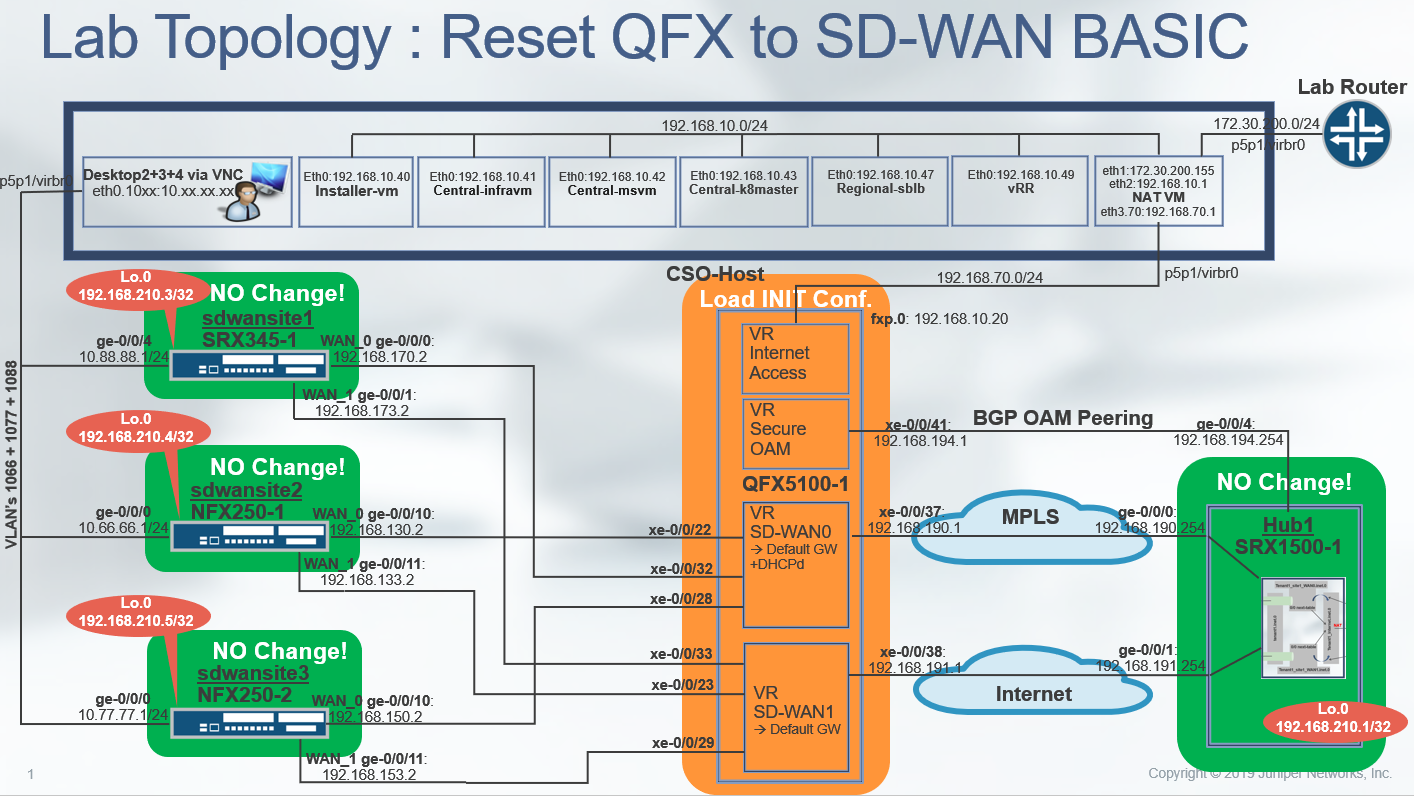 Lab Topology : Reset QFX to SD-WAN BASIC
Lab Router
172.30.200.0/24
p5p1/virbr0
192.168.10.0/24
p5p1/virbr0
Desktop2+3+4 via VNC
eth0.10xx:10.xx.xx.xx
Eth0:192.168.10.40
Installer-vm
Eth0:192.168.10.41
Central-infravm
Eth0:192.168.10.42
Central-msvm
Eth0:192.168.10.43
Central-k8master
Eth0:192.168.10.47
Regional-sblb
Eth0:192.168.10.49
vRR
eth1:172.30.200.155
eth2:192.168.10.1
NAT VM
eth3.70:192.168.70.1
CSO-Host
192.168.70.0/24
p5p1/virbr0
Lo.0
192.168.210.3/32
NO Change!
sdwansite1
SRX345-1
ge-0/0/4
10.88.88.1/24
WAN_0 ge-0/0/0:
192.168.170.2
WAN_1 ge-0/0/1:
192.168.173.2
Lo.0
192.168.210.4/32
NO Change!
sdwansite2
NFX250-1
ge-0/0/0
10.66.66.1/24
WAN_0 ge-0/0/10:
192.168.130.2
WAN_1 ge-0/0/11:
192.168.133.2
Lo.0
192.168.210.5/32
NO Change!
sdwansite3
NFX250-2
ge-0/0/0
10.77.77.1/24
WAN_0 ge-0/0/10:
192.168.150.2
WAN_1 ge-0/0/11:
192.168.153.2
VLAN's 1066 + 1077 + 1088
Load INIT Conf.
fxp.0: 192.168.10.20
VR
Internet
Access
VR
Secure
OAM
QFX5100-1
VR
SD-WAN0
→ Default GW
+DHCPd
VR
SD-WAN1
→ Default GW
xe-0/0/22
xe-0/0/32
xe-0/0/28
xe-0/0/33
xe-0/0/23
xe-0/0/29
xe-0/0/41:
192.168.194.1
BGP OAM Peering
ge-0/0/4:
192.168.194.254
xe-0/0/37:
192.168.190.1
MPLS
ge-0/0/0:
192.168.190.254
xe-0/0/38:
192.168.191.1
Internet
ge-0/0/1:
192.168.191.254
NO Change!
Hub1
SRX1500-1
Lo.0
192.168.210.1/32
1
Copyright © 2019 Juniper Networks, Inc.